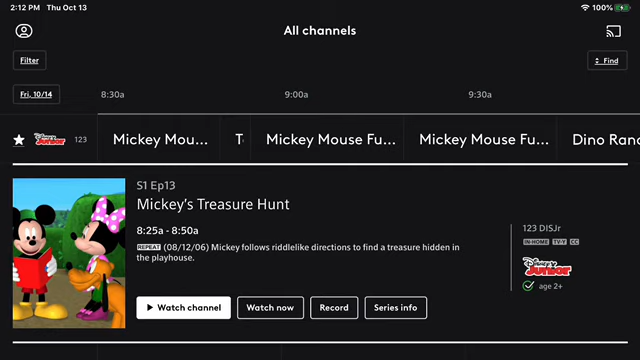 2:12 PM Thu Oct 13
100%
All channels
Filter
Find
Fri, 10/14
8:30a
9:00a
9:30a
Disney Junior
123
Mickey Mou...
T
Mickey Mouse Fu...
Mickey Mouse Fu...
Dino Ranc
S1 Ep13
Mickey's Treasure Hunt
8:25a - 8:50a
REPEAT (08/12/06) Mickey follows riddlelike directions to find a treasure hidden in
the playhouse.
123 DISJr
IN-HOME TV-Y CC
Disney Junior
age 2+
Watch channel
Watch now
Record
Series info